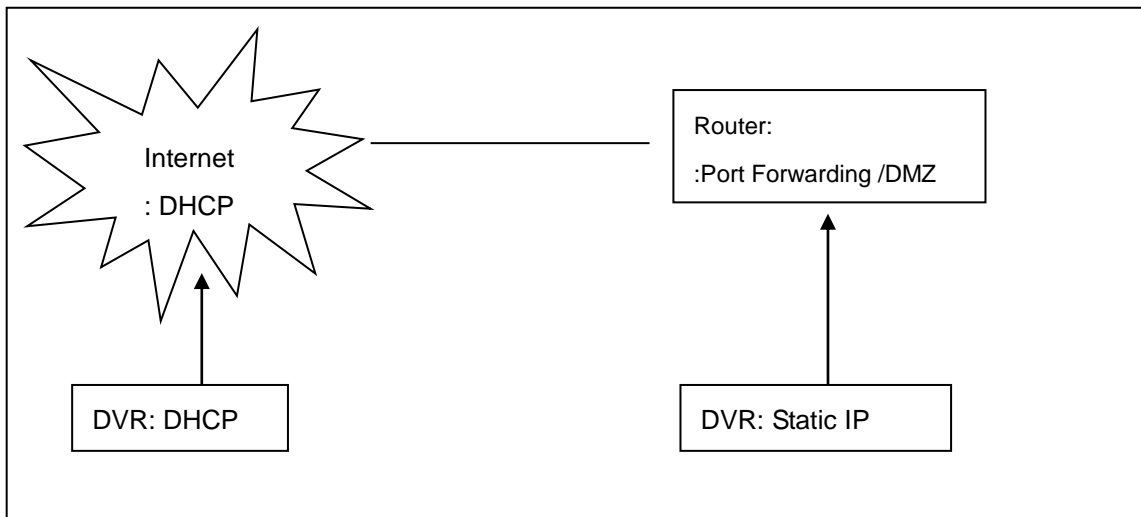 Internet
: DHCP
Router:
:Port Forwarding /DMZ
DVR: DHCP
DVR: Static IP